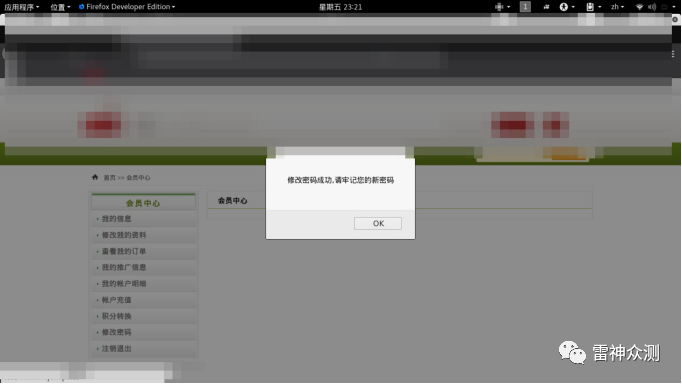 应用程序 位置 Firefox Developer Edition 星期五 23:21 1 zh
首页 >> 会员中心
修改密码成功,请牢记您的新密码
OK
会员中心
会员中心
我的信息
修改我的资料
查看我的订单
我的推广信息
我的帐户明细
帐户充值
积分转换
修改密码
注销退出
雷神众测